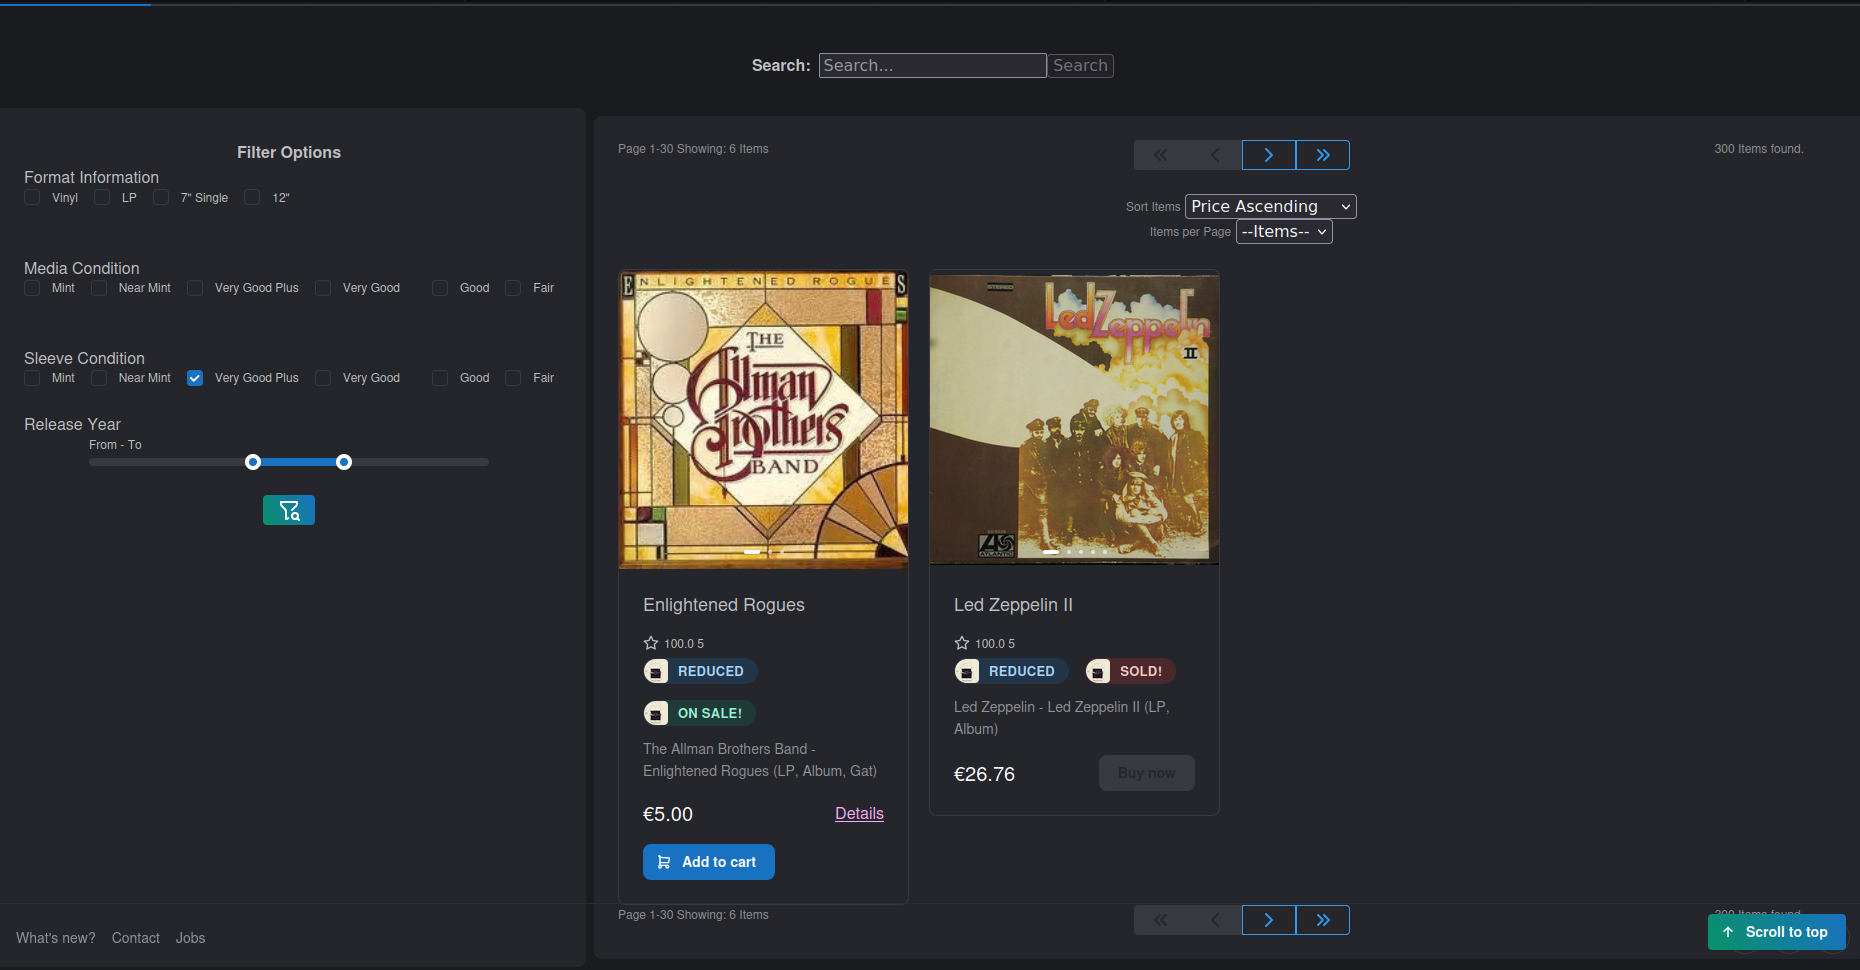 Search: Search... Search
Filter Options
Format Information
Vinyl LP 7" Single 12"
Media Condition
Mint Near Mint Very Good Plus Very Good Good Fair
Sleeve Condition
Mint Near Mint Very Good Plus Very Good Good Fair
Release Year
From - To
Page 1-30 Showing: 6 Items
300 Items found.
Sort Items Price Ascending
Items per Page --Items--
ENLIGHTENED ROGUES
THE
Allman
Brothers
BAND
Enlightened Rogues
100.0 5
REDUCED
ON SALE!
The Allman Brothers Band -
Enlightened Rogues (LP, Album, Gat)
€5.00 Details
Add to cart
STEREO
Led Zeppelin
II
ATLANTIC
Led Zeppelin II
100.0 5
REDUCED SOLD!
Led Zeppelin - Led Zeppelin II (LP,
Album)
€26.76 Buy now
Page 1-30 Showing: 6 Items
300 Items found.
What's new? Contact Jobs
Scroll to top